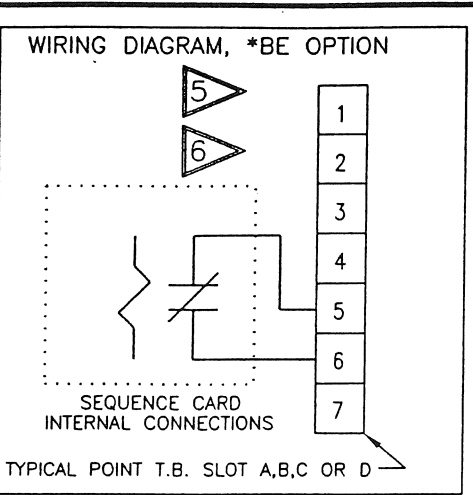 WIRING DIAGRAM, *BE OPTION
5
6
1
2
3
4
5
6
7
SEQUENCE CARD
INTERNAL CONNECTIONS
TYPICAL POINT T.B. SLOT A,B,C OR D